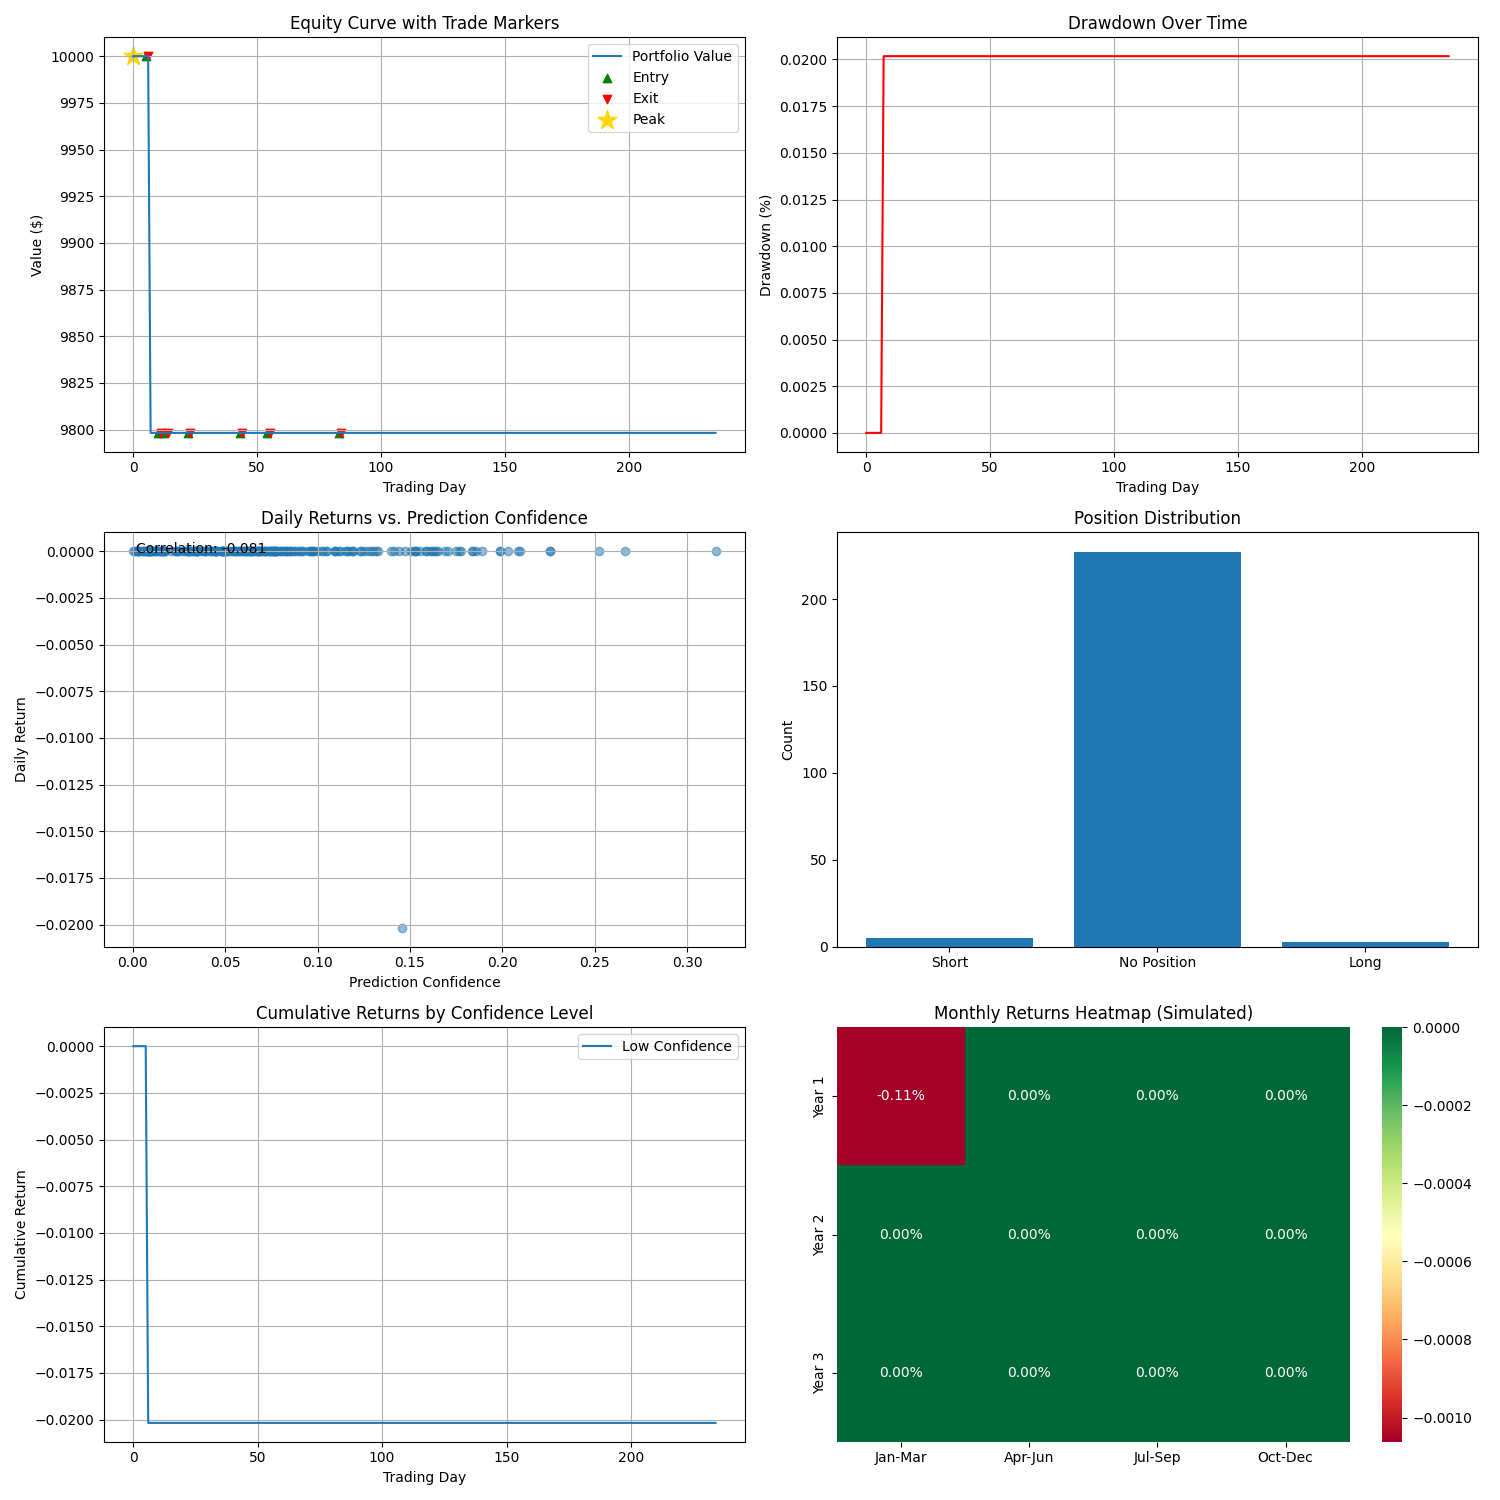 Equity Curve with Trade Markers
Value ($)
10000
9975
9950
9925
9900
9875
9850
9825
9800
Portfolio Value
Entry
Exit
Peak
0 50 100 150 200
Trading Day
Drawdown Over Time
Drawdown (%)
0.0200
0.0175
0.0150
0.0125
0.0100
0.0075
0.0050
0.0025
0.0000
0 50 100 150 200
Trading Day
Daily Returns vs. Prediction Confidence
Daily Return
Correlation: -0.081
0.0000
−0.0025
−0.0050
−0.0075
−0.0100
−0.0125
−0.0150
−0.0175
−0.0200
0.00 0.05 0.10 0.15 0.20 0.25 0.30
Prediction Confidence
Position Distribution
Count
200
150
100
50
0
Short No Position Long
Cumulative Returns by Confidence Level
Cumulative Return
Low Confidence
0.0000
−0.0025
−0.0050
−0.0075
−0.0100
−0.0125
−0.0150
−0.0175
−0.0200
0 50 100 150 200
Trading Day
Monthly Returns Heatmap (Simulated)
Year 1
-0.11% 0.00% 0.00% 0.00%
Year 2
0.00% 0.00% 0.00% 0.00%
Year 3
0.00% 0.00% 0.00% 0.00%
Jan-Mar Apr-Jun Jul-Sep Oct-Dec
0.0000
−0.0002
−0.0004
−0.0006
−0.0008
−0.0010